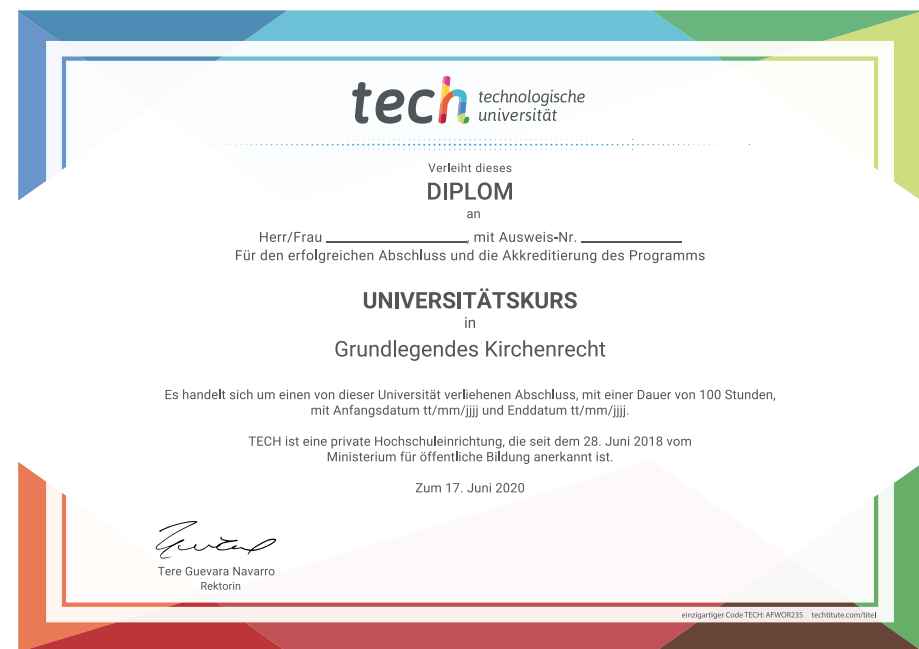 tech technologische
universität
Verleiht dieses
DIPLOM
an
Herr/Frau ____________, mit Ausweis-Nr. ____________
Für den erfolgreichen Abschluss und die Akkreditierung des Programms
UNIVERSITÄTSKURS
in
Grundlegendes Kirchenrecht
Es handelt sich um einen von dieser Universität verliehenen Abschluss, mit einer Dauer von 100 Stunden,
mit Anfangsdatum tt/mm/jjjj und Enddatum tt/mm/jjjj.
TECH ist eine private Hochschuleinrichtung, die seit dem 28. Juni 2018 vom
Ministerium für öffentliche Bildung anerkannt ist.
Zum 17. Juni 2020
Tere Guevara Navarro
Rektorin
einzigartiger Code TECH: AFWOR23S techtitute.com/titel